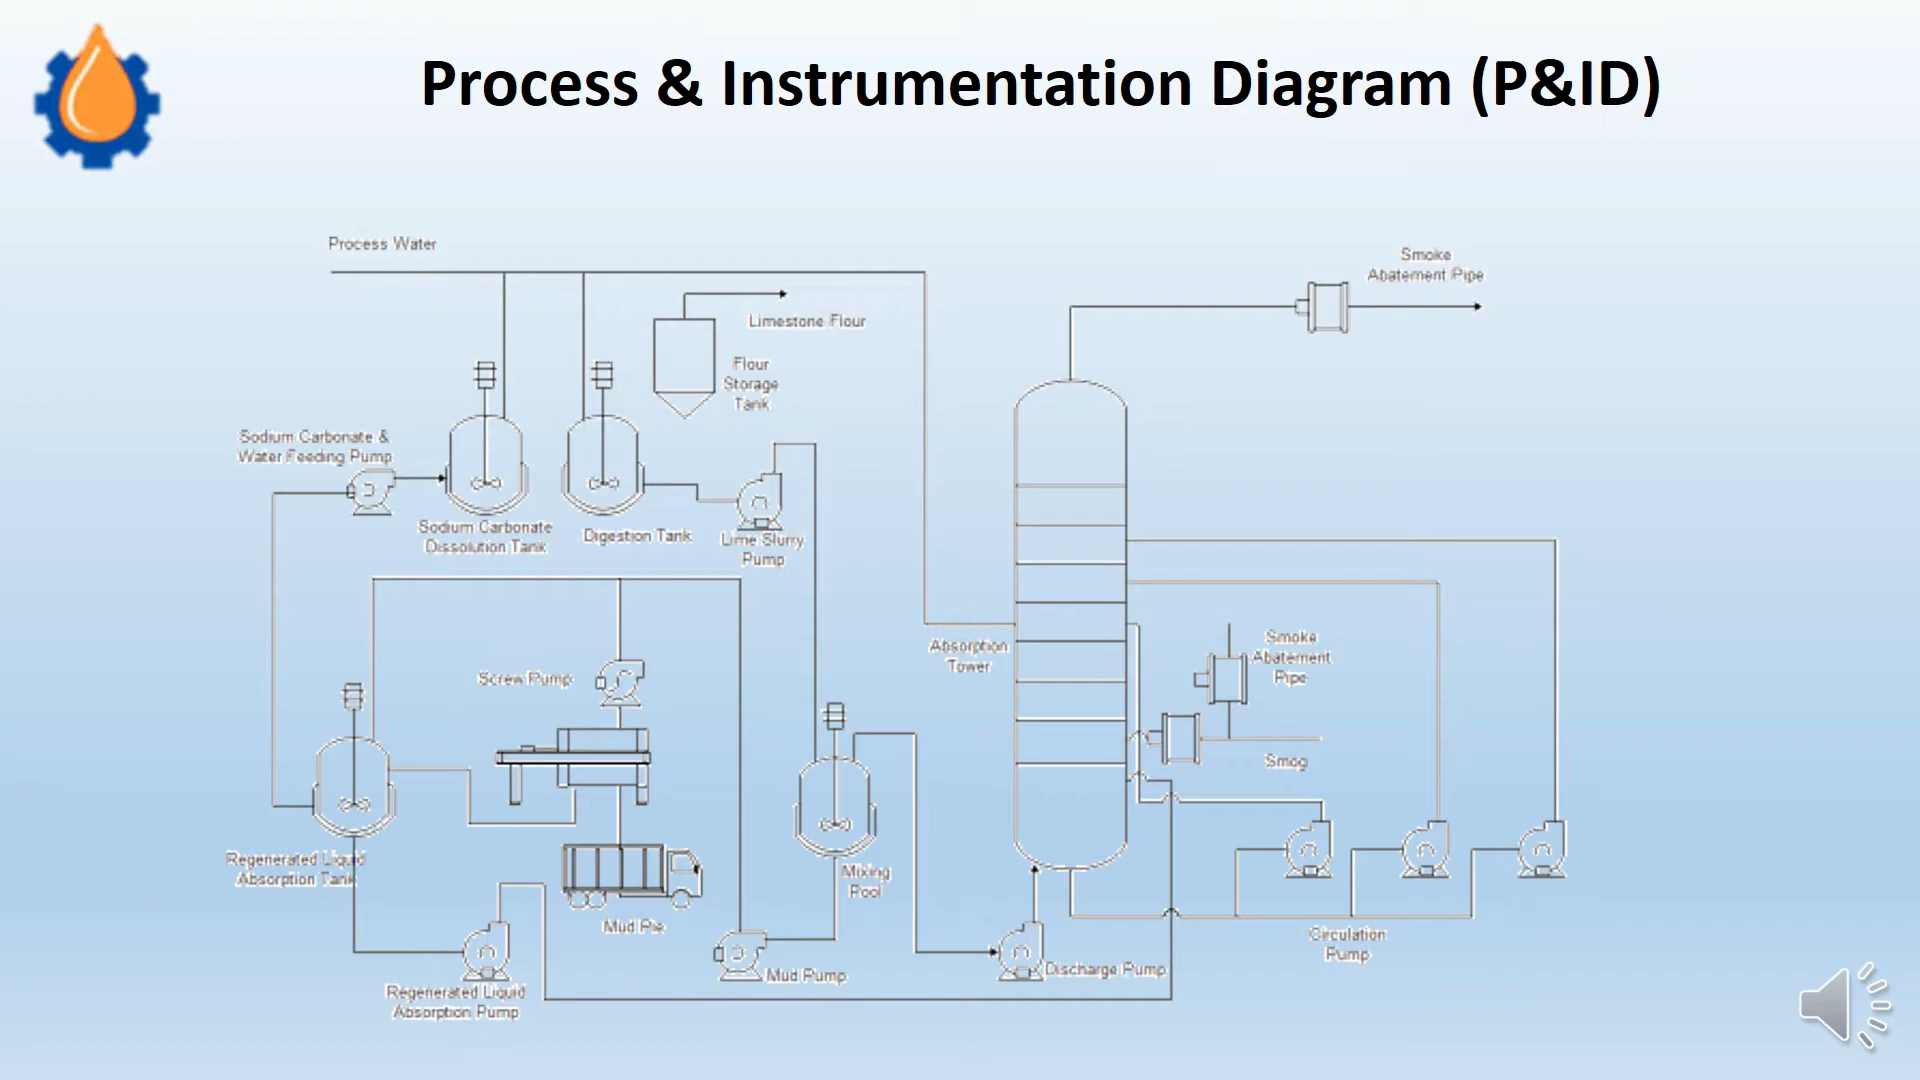 Process & Instrumentation Diagram (P&ID)
Process Water
Smoke
Abatement Pipe
Limestone Flour
Flour
Storage
Tank
Sodium Carbonate &
Water Feeding Pump
Sodium Carbonate
Dissolution Tank
Digestion Tank
Lime Slurry
Pump
Absorption
Tower
Smoke
Abatement
Pipe
Screw Pump
Smog
Regenerated Liquid
Absorption Tank
Mixing
Pool
Mud Pie
Circulation
Pump
Mud Pump
Discharge Pump
Regenerated Liquid
Absorption Pump